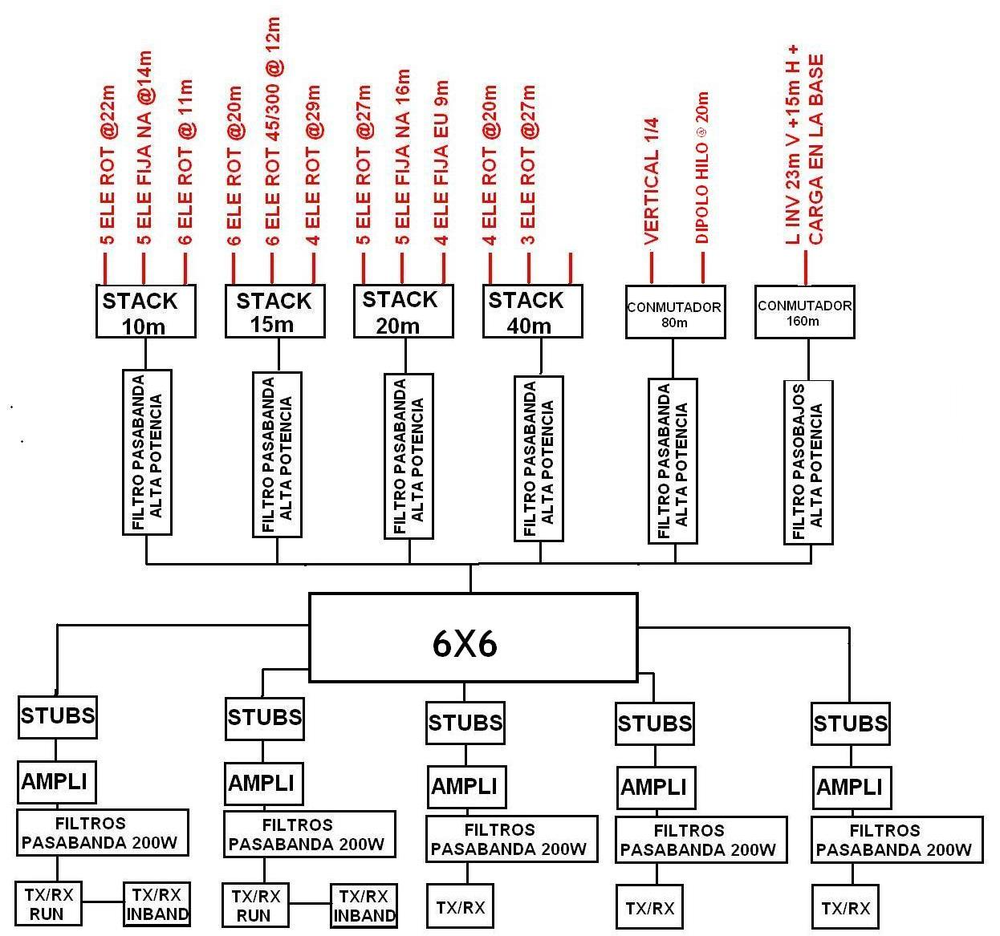 5 ELE ROT @22m
5 ELE FIJA NA @14m
6 ELE ROT @ 11m
6 ELE ROT @20m
6 ELE ROT 45/300 @ 12m
4 ELE ROT @29m
5 ELE ROT @27m
5 ELE FIJA NA 16m
4 ELE FIJA EU 9m
4 ELE ROT @20m
3 ELE ROT @27m
VERTICAL 1/4
DIPOLO HILO @ 20m
L INV 23m V +15m H +
CARGA EN LA BASE
STACK
10m
STACK
15m
STACK
20m
STACK
40m
CONMUTADOR
80m
CONMUTADOR
160m
FILTRO PASABANDA
ALTA POTENCIA
FILTRO PASABANDA
ALTA POTENCIA
FILTRO PASABANDA
ALTA POTENCIA
FILTRO PASABANDA
ALTA POTENCIA
FILTRO PASABANDA
ALTA POTENCIA
FILTRO PASOBAJOS
ALTA POTENCIA
6X6
STUBS
STUBS
STUBS
STUBS
STUBS
AMPLI
AMPLI
AMPLI
AMPLI
AMPLI
FILTROS
PASABANDA 200W
FILTROS
PASABANDA 200W
FILTROS
PASABANDA 200W
FILTROS
PASABANDA 200W
FILTROS
PASABANDA 200W
TX/RX
RUN
TX/RX
INBAND
TX/RX
RUN
TX/RX
INBAND
TX/RX
TX/RX
TX/RX